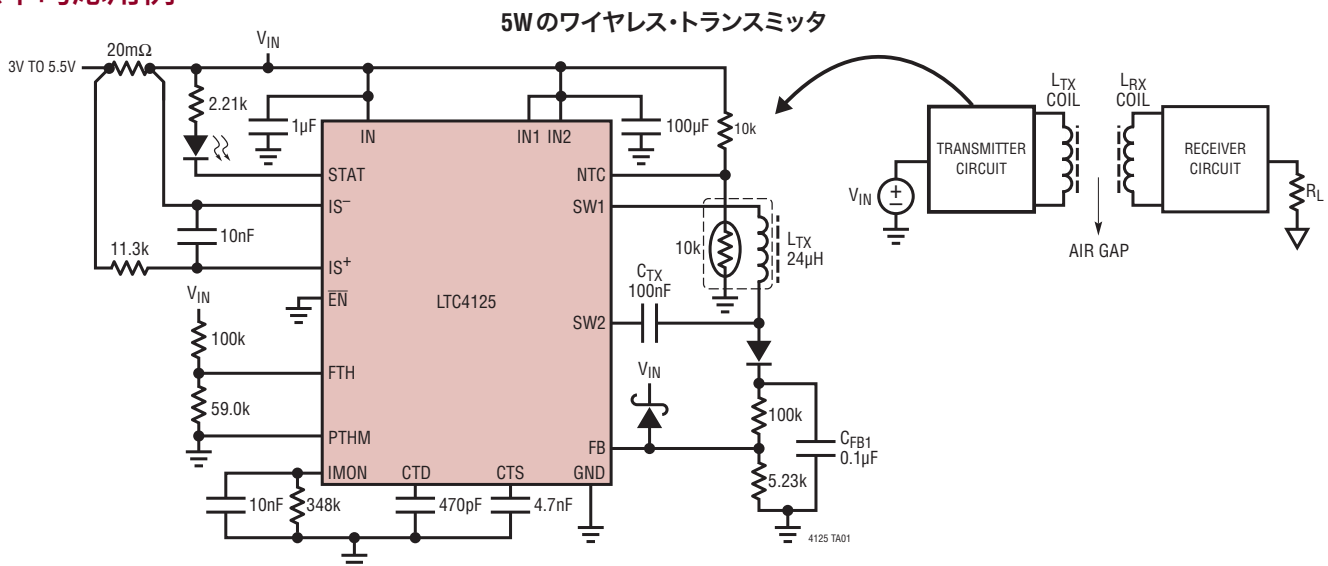 5Wのワイヤレス・トランスミッタ
3V TO 5.5V
20mΩ
VIN
2.21k
1µF
IN
IN1 IN2
100µF
10k
STAT
NTC
IS–
SW1
10nF
10k
LTX
24µH
11.3k
IS+
CTX
100nF
VIN
EN
LTC4125
SW2
100k
VIN
FTH
59.0k
100k
PTHM
FB
CFB1
0.1µF
5.23k
IMON
CTD
CTS
GND
10nF
348k
470pF
4.7nF
4125 TA01
LTX
COIL
LRX
COIL
TRANSMITTER
CIRCUIT
RECEIVER
CIRCUIT
VIN
RL
AIR GAP